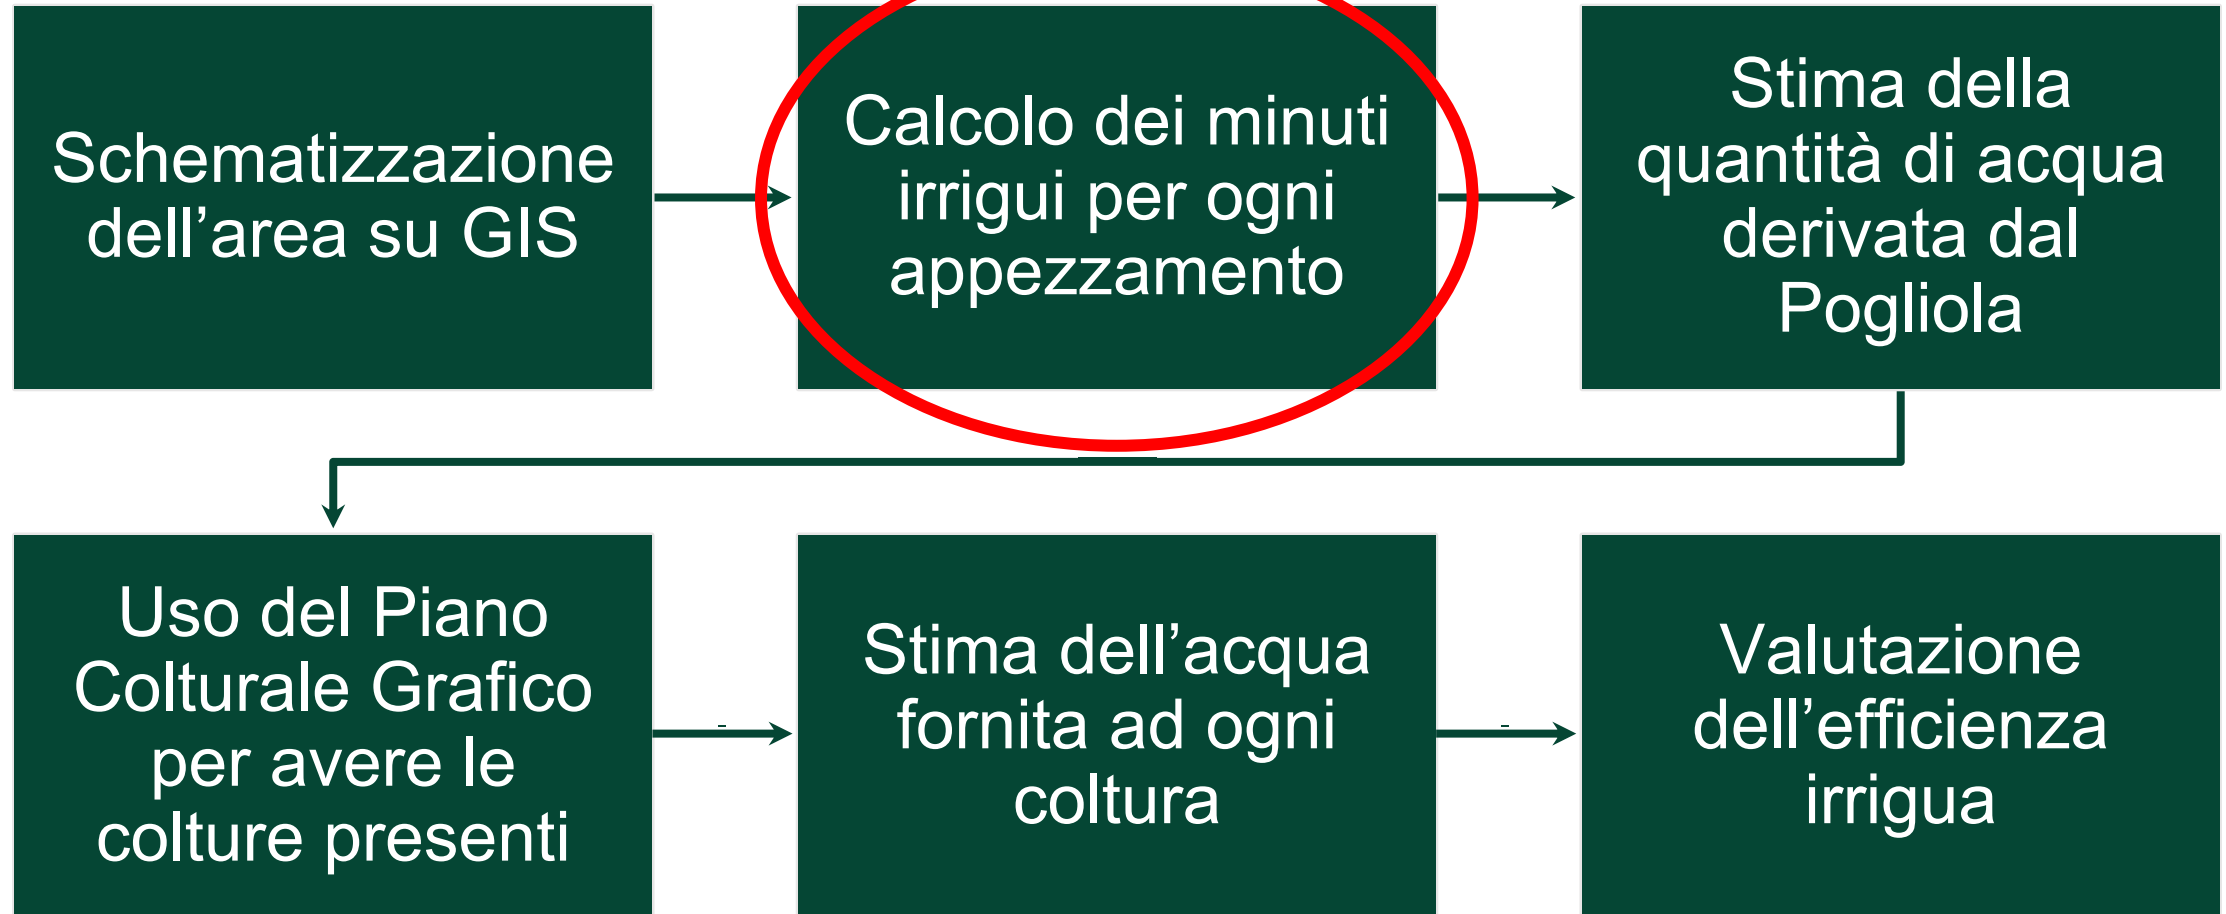 Schematizzazione
dell’area su GIS
Calcolo dei minuti
irrigui per ogni
appezzamento
Stima della
quantità di acqua
derivata dal
Pogliola
Uso del Piano
Colturale Grafico
per avere le
colture presenti
Stima dell’acqua
fornita ad ogni
coltura
Valutazione
dell’efficienza
irrigua